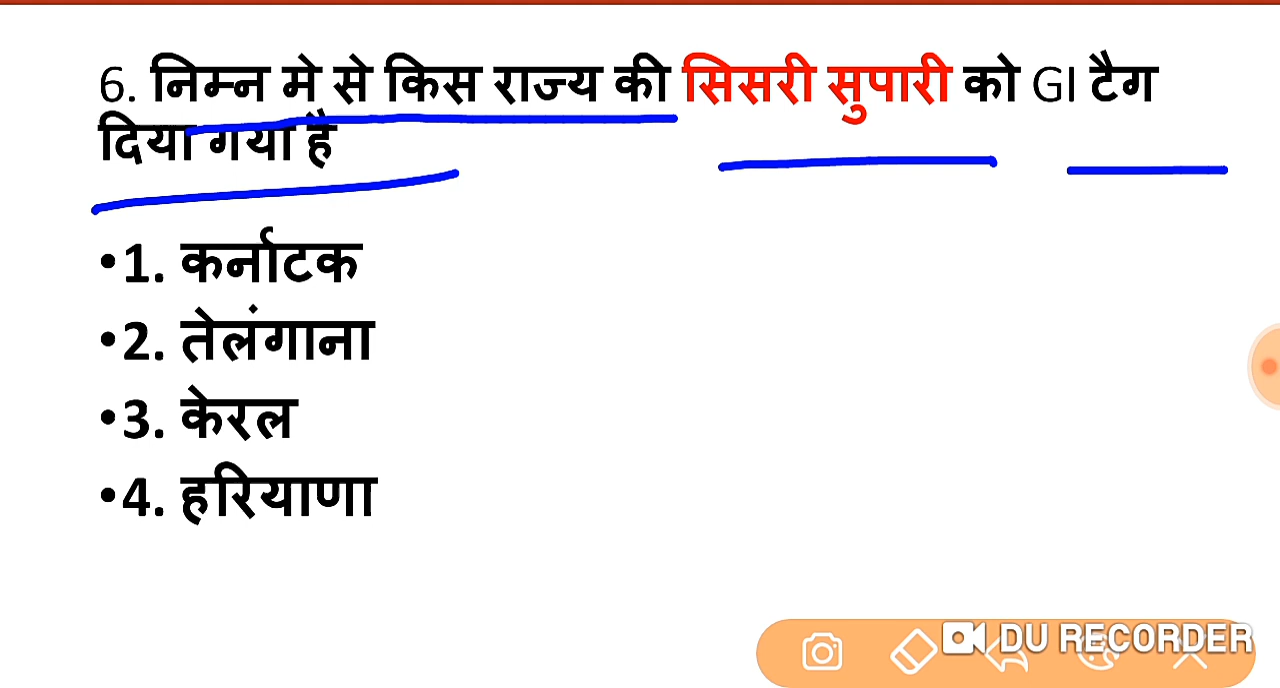 6. निम्न मे से किस राज्य की सिसरी सुपारी को GI टैग
दिया गया है
•1. कर्नाटक
•2. तेलंगाना
•3. केरल
•4. हरियाणा
DU RECORDER